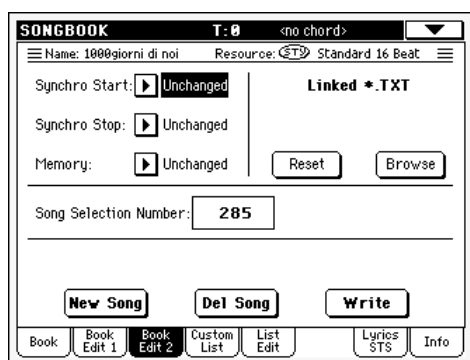 SONGBOOK T:0 <no chord>
Name: 1000giorni di noi Resource: STY Standard 16 Beat
Synchro Start: Unchanged Linked *.TXT
Synchro Stop: Unchanged
Memory: Unchanged Reset Browse
Song Selection Number: 285
New Song Del Song Write
Book Book Edit 1 Book Edit 2 Custom List List Edit Lyrics STS Info